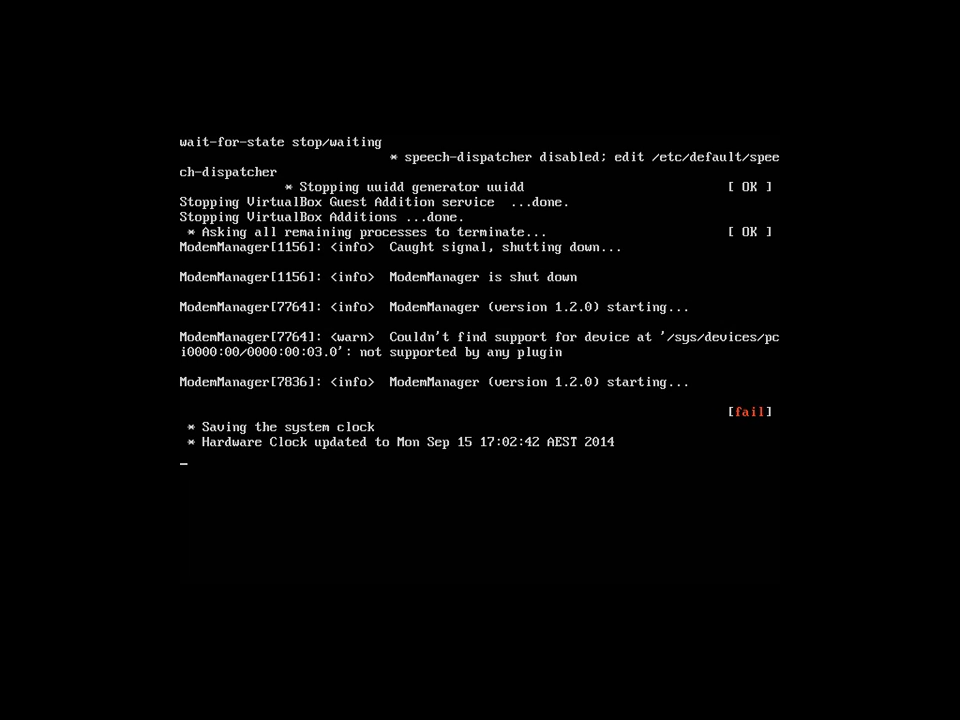 wait-for-state stop/waiting
* speech-dispatcher disabled; edit /etc/default/spee
ch-dispatcher
* Stopping uuidd generator uuidd [ OK ]
Stopping VirtualBox Guest Addition service ...done.
Stopping VirtualBox Additions ...done.
* Asking all remaining processes to terminate... [ OK ]
ModemManager[1156]: <info> Caught signal, shutting down...
ModemManager[1156]: <info> ModemManager is shut down
ModemManager[7764]: <info> ModemManager (version 1.2.0) starting...
ModemManager[7764]: <warn> Couldn't find support for device at '/sys/devices/pc
i0000:00/0000:00:03.0': not supported by any plugin
ModemManager[7836]: <info> ModemManager (version 1.2.0) starting...
[fail]
* Saving the system clock
* Hardware Clock updated to Mon Sep 15 17:02:42 AEST 2014
_